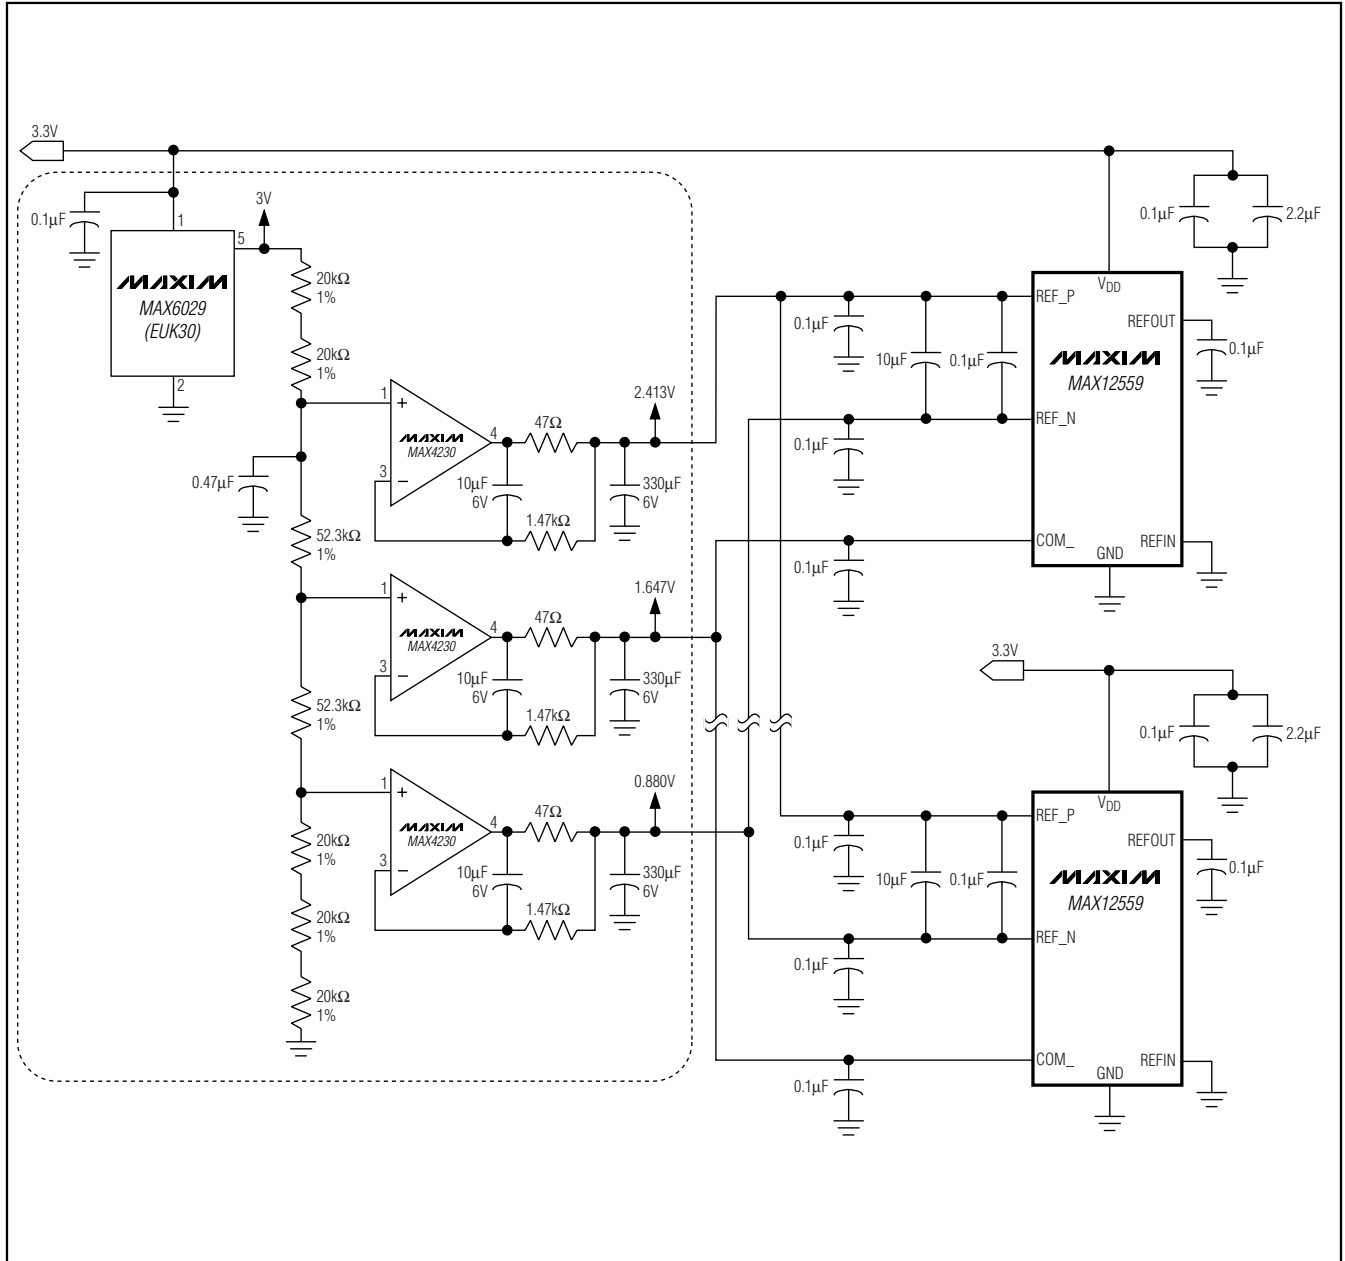 3.3V
0.1µF
1
3V
5
MAXIM
MAX6029
(EUK30)
2
20kΩ
1%
20kΩ
1%
0.47µF
52.3kΩ
1%
52.3kΩ
1%
20kΩ
1%
20kΩ
1%
20kΩ
1%
1
+
MAXIM
MAX4230
3
−
4
47Ω
2.413V
10µF
6V
330µF
6V
1.47kΩ
1
+
MAXIM
MAX4230
3
−
4
47Ω
1.647V
10µF
6V
330µF
6V
1.47kΩ
1
+
MAXIM
MAX4230
3
−
4
47Ω
0.880V
10µF
6V
330µF
6V
1.47kΩ
0.1µF
2.2µF
0.1µF
10µF
0.1µF
0.1µF
0.1µF
VDD
REF_P
REFOUT
0.1µF
MAXIM
MAX12559
REF_N
COM_
GND
REFIN
3.3V
0.1µF
2.2µF
0.1µF
10µF
0.1µF
0.1µF
0.1µF
VDD
REF_P
REFOUT
0.1µF
MAXIM
MAX12559
REF_N
COM_
GND
REFIN